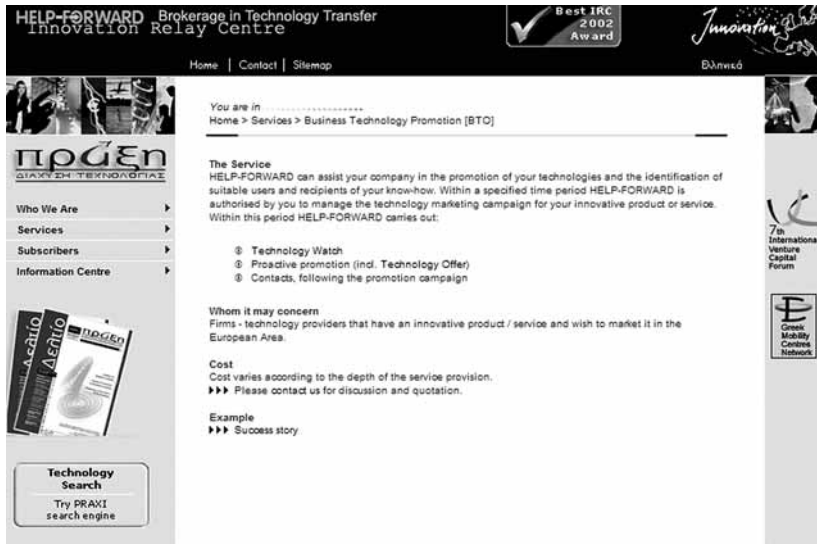 HELP-FORWARD Brokerage in Technology Transfer
Innovation Relay Centre
Best IRC
2002
Award
Innovation
Home | Contact | Sitemap
Ελληνικά
You are in
Home > Services > Business Technology Promotion [BTO]
πράξη
ΔΙΑΧΥΣΗ ΤΕΧΝΟΛΟΓΙΑΣ
Who We Are
Services
Subscribers
Information Centre
Δελτίο
Δελτίο
πράξη
Technology
Search
Try PRAXI
search engine
The Service
HELP-FORWARD can assist your company in the promotion of your technologies and the identification of
suitable users and recipients of your know-how. Within a specified time period HELP-FORWARD is
authorised by you to manage the technology marketing campaign for your innovative product or service.
Within this period HELP-FORWARD carries out:
Technology Watch
Proactive promotion (incl. Technology Offer)
Contacts, following the promotion campaign
Whom it may concern
Firms - technology providers that have an innovative product / service and wish to market it in the
European Area.
Cost
Cost varies according to the depth of the service provision.
Please contact us for discussion and quotation.
Example
Success story
7th
International
Venture
Capital
Forum
Greek
Mobility
Centres
Network